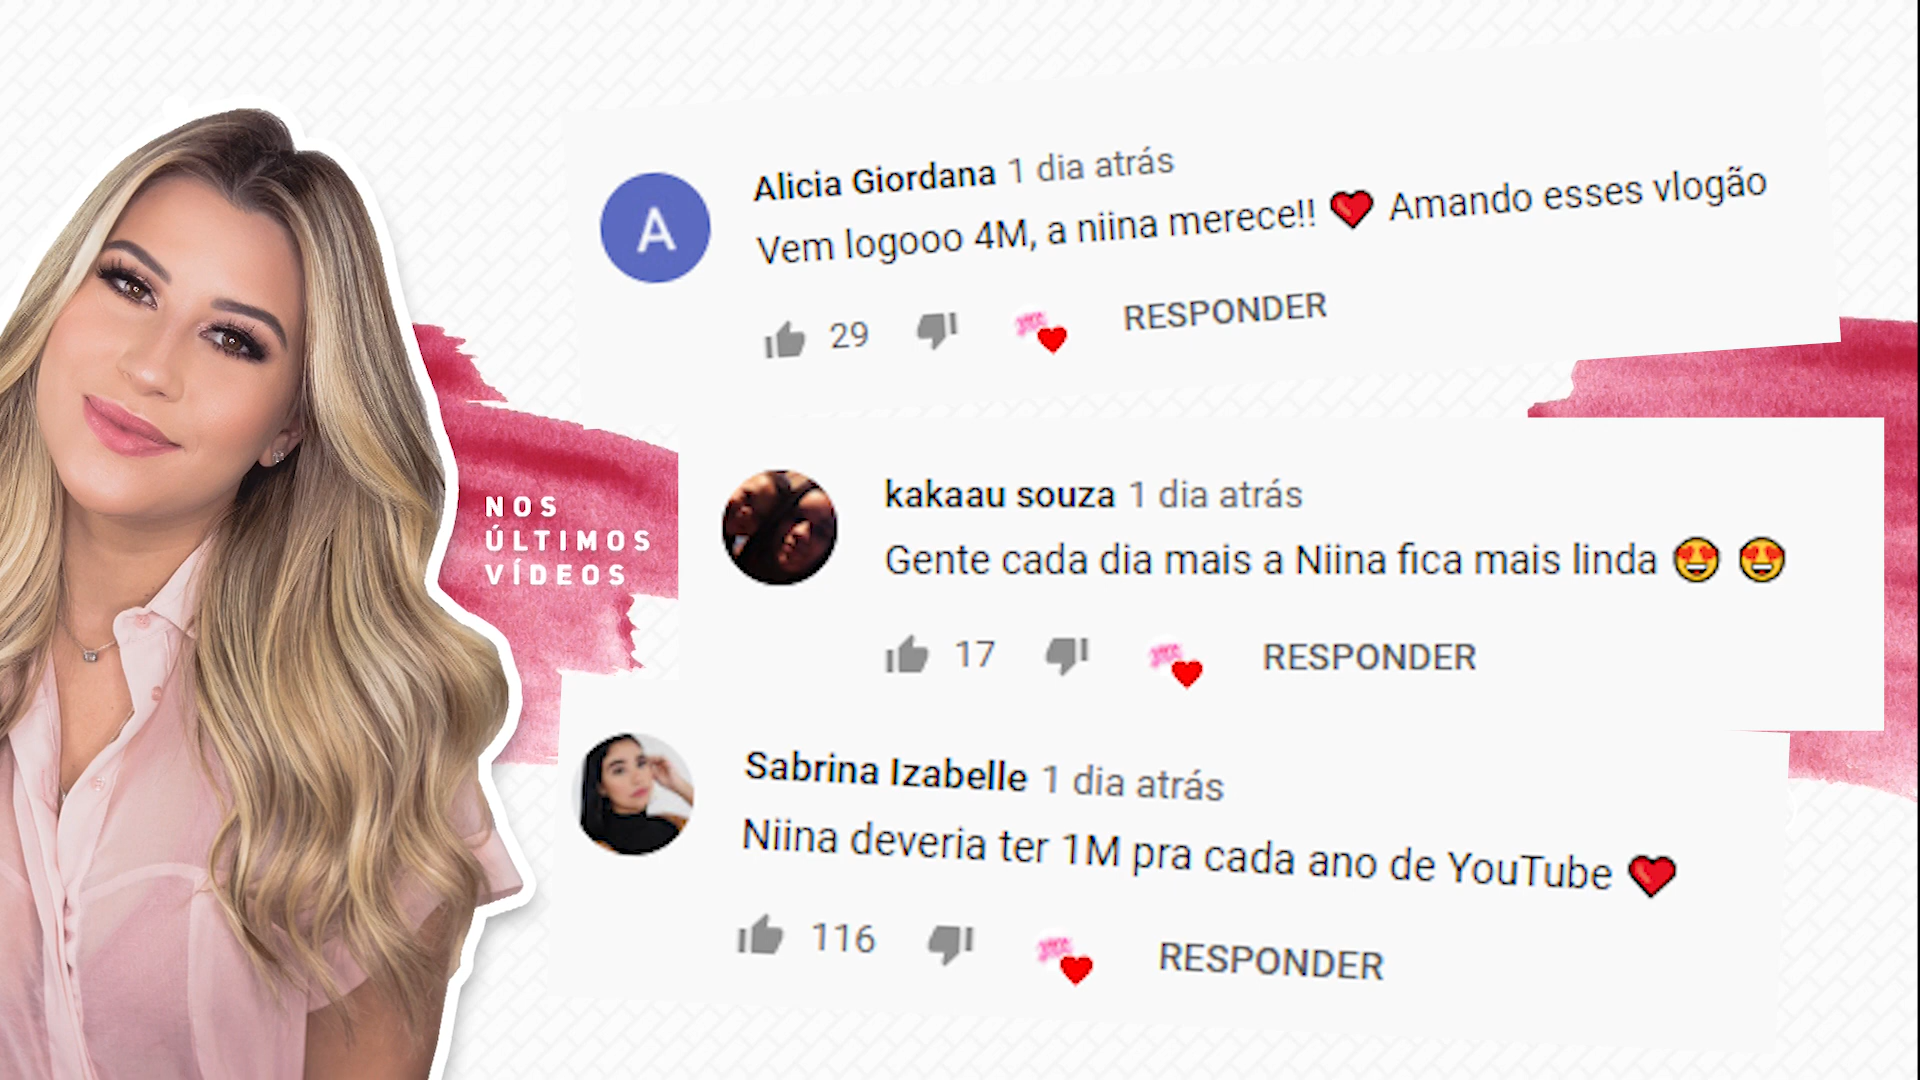 NOS
ÚLTIMOS
VÍDEOS
A
Alicia Giordana 1 dia atrás
Vem logooo 4M, a niina merece!! ❤ Amando esses vlogão
29 RESPONDER
kakaau souza 1 dia atrás
Gente cada dia mais a Niina fica mais linda 😍 😍
17 RESPONDER
Sabrina Izabelle 1 dia atrás
Niina deveria ter 1M pra cada ano de YouTube ❤
116 RESPONDER